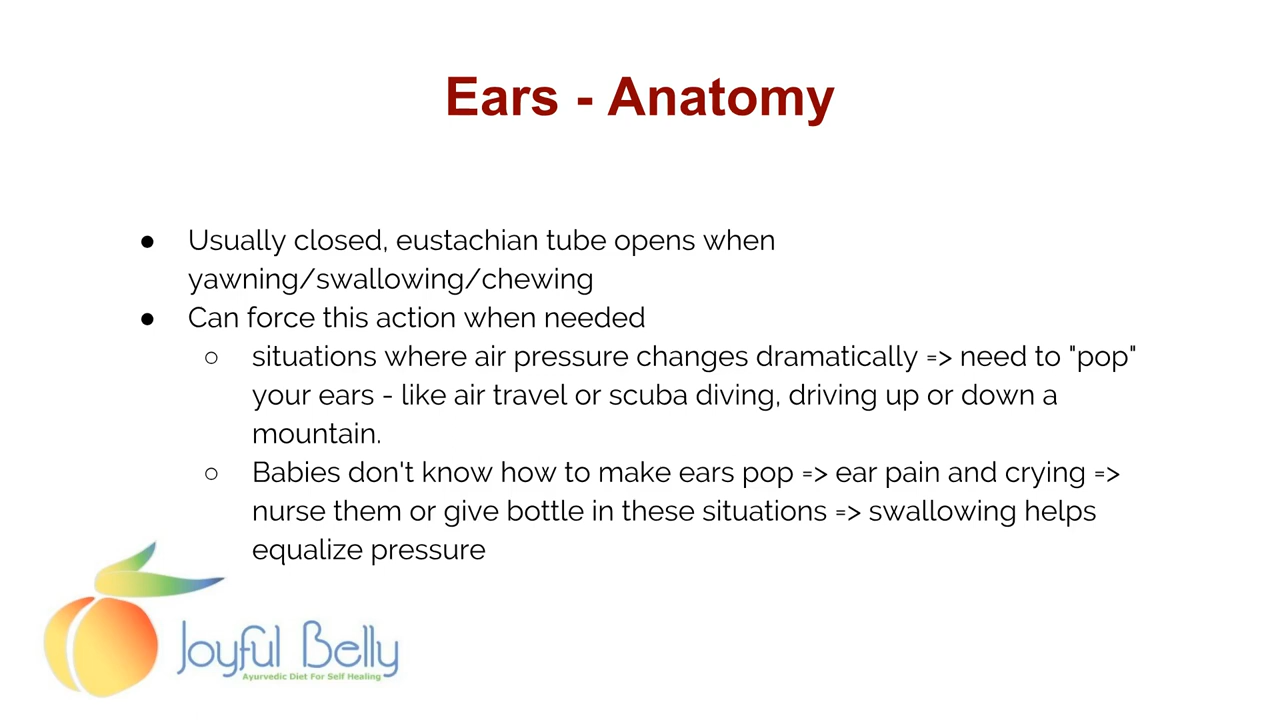 Ears - Anatomy
● Usually closed, eustachian tube opens when
yawning/swallowing/chewing
● Can force this action when needed
○ situations where air pressure changes dramatically => need to "pop"
your ears - like air travel or scuba diving, driving up or down a
mountain.
○ Babies don't know how to make ears pop => ear pain and crying =>
nurse them or give bottle in these situations => swallowing helps
equalize pressure
Joyful Belly
Ayurvedic Diet For Self Healing